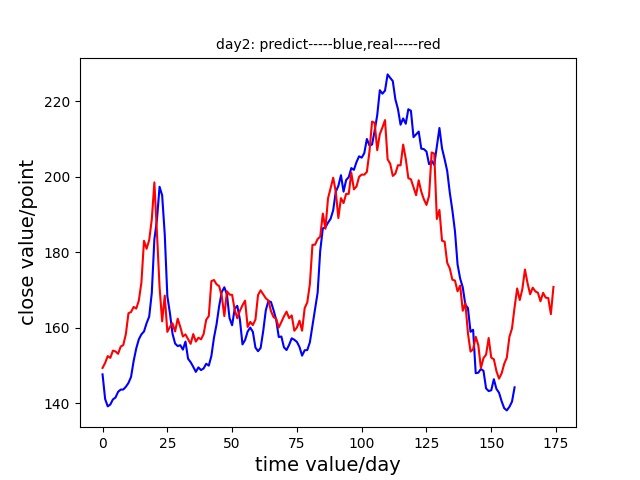 day2: predict-----blue,real-----red
close value/point
220
200
180
160
140
0 25 50 75 100 125 150 175
time value/day